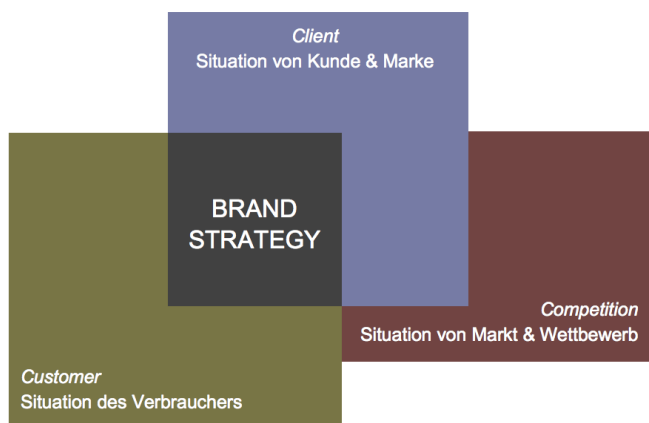 Client
Situation von Kunde & Marke
BRAND
STRATEGY
Competition
Situation von Markt & Wettbewerb
Customer
Situation des Verbrauchers